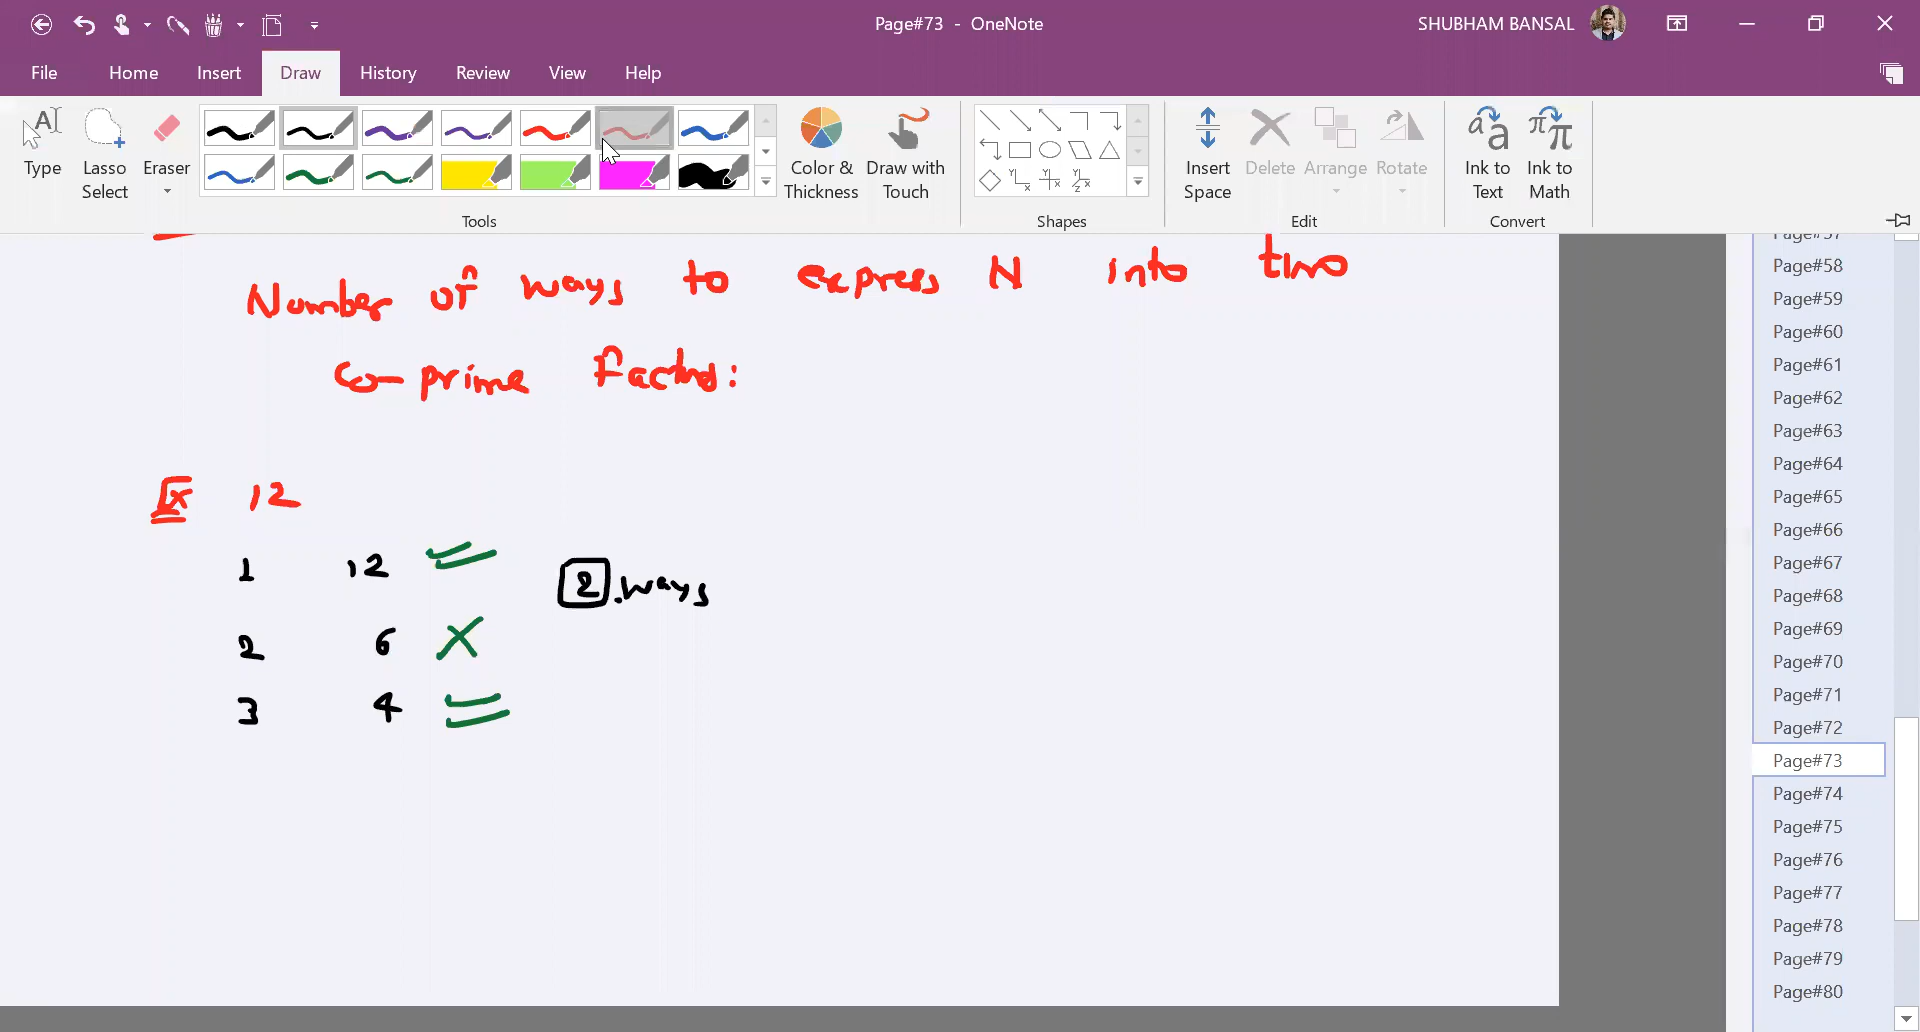 Page#73 - OneNote
SHUBHAM BANSAL
File Home Insert Draw History Review View Help
Type
Lasso Select
Eraser
Color & Thickness
Draw with Touch
Insert Space
Delete
Arrange
Rotate
Ink to Text
Ink to Math
Tools
Shapes
Edit
Convert
Number of ways to express N into two
co-prime factors:
Ex 12
1 12
2 .ways
2 6
3 4
Page#57
Page#58
Page#59
Page#60
Page#61
Page#62
Page#63
Page#64
Page#65
Page#66
Page#67
Page#68
Page#69
Page#70
Page#71
Page#72
Page#73
Page#74
Page#75
Page#76
Page#77
Page#78
Page#79
Page#80